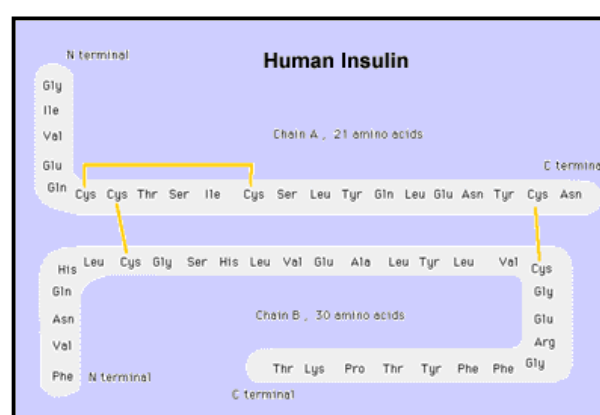 N terminal
Human Insulin
Gly
Ile
Val
Chain A , 21 amino acids
Glu
C termina
Gln Cys Cys Thr Ser Ile Cys Ser Leu Tyr Gln Leu Glu Asn Tyr Cys Asn
His Leu Cys Gly Ser His Leu Val Glu Ala Leu Tyr Leu Val Cys
Gln Gly
Asn Chain B , 30 amino acids Glu
Val Arg
Phe N terminal Thr Lys Pro Thr Tyr Phe Phe Gly
C terminal